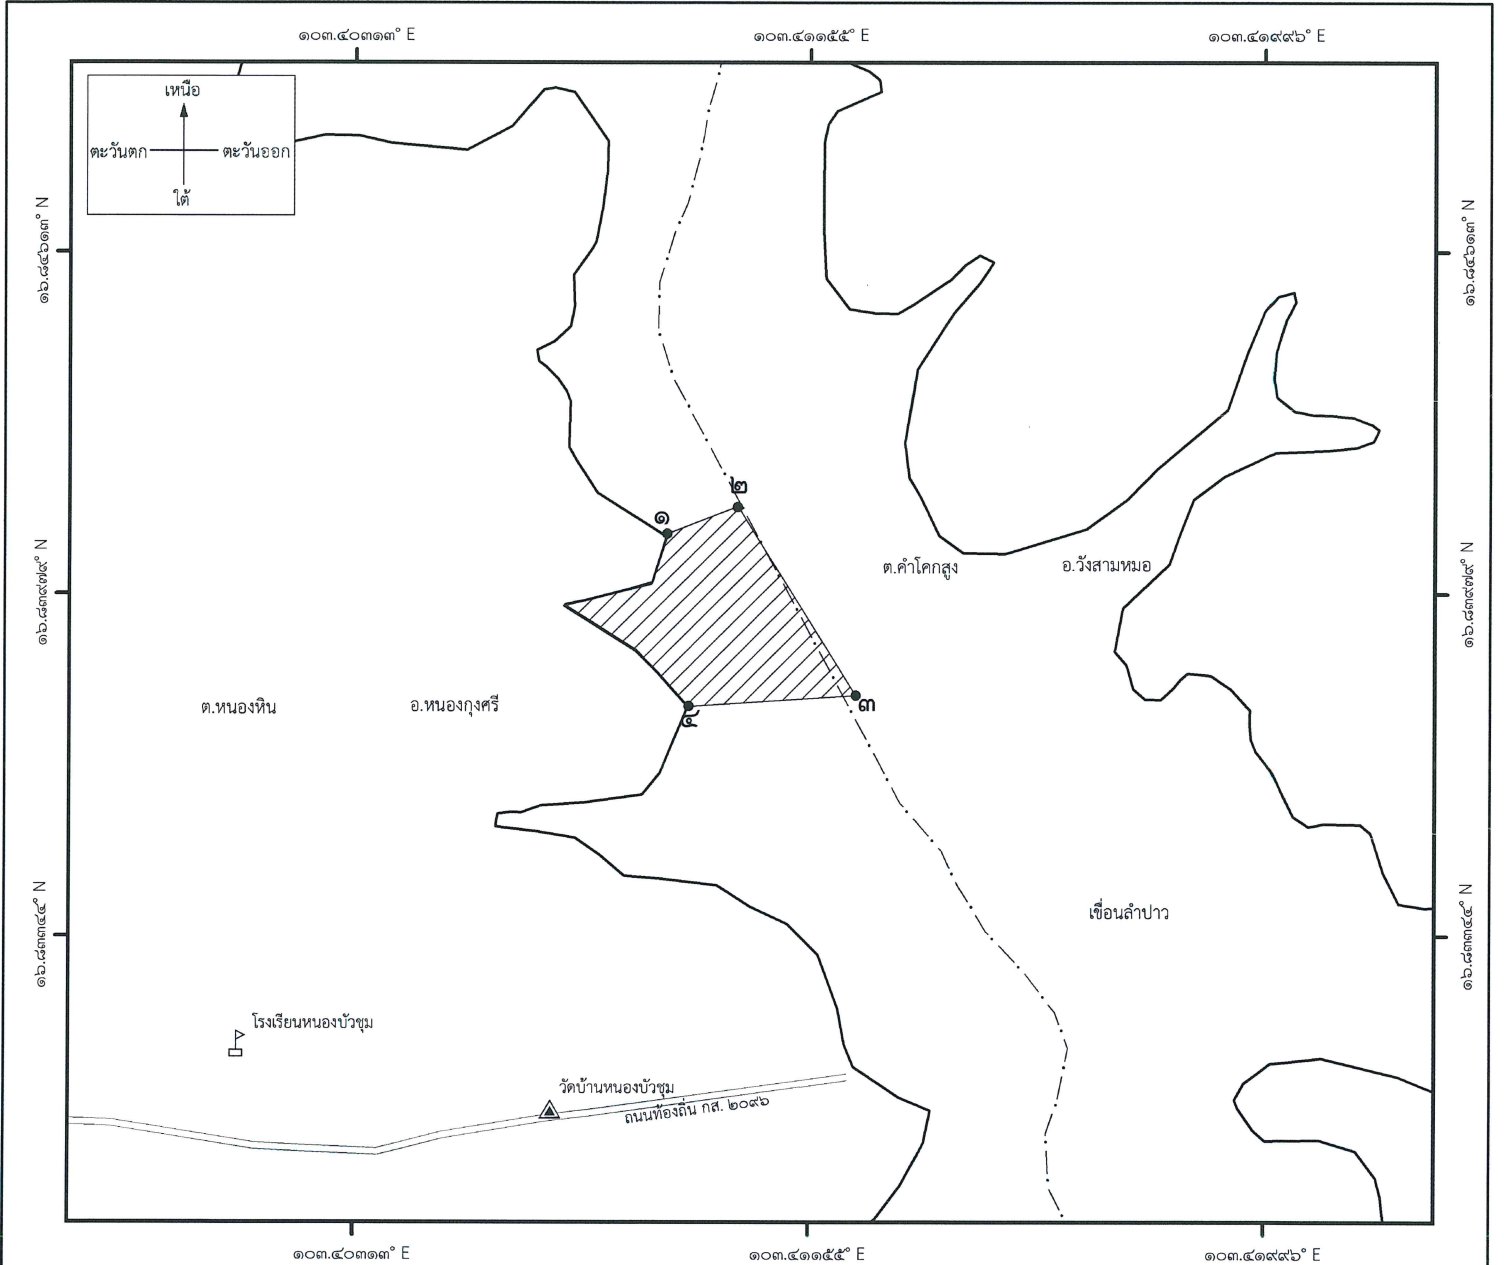 ๑๐๓.๔๐๓๑๓° E
๑๐๓.๔๑๑๕๕° E
๑๐๓.๔๑๙๙๖° E
เหนือ
ตะวันตก ตะวันออก
ใต้
๑๖.๘๔๖๑๓° N
๑๖.๘๔๖๑๓° N
๒
๑
๑๖.๘๓๙๗๙° N
ต.คำโคกสูง
อ.วังสามหมอ
๑๖.๘๓๙๗๙° N
ต.หนองหิน
อ.หนองกุงศรี
๔
๓
๑๖.๘๓๓๔๔° N
เขื่อนลำปาว
๑๖.๘๓๓๔๔° N
โรงเรียนหนองบัวชุม
วัดบ้านหนองบัวชุม
ถนนท้องถิ่น กส. ๒๐๙๖
๑๐๓.๔๐๓๑๓° E
๑๐๓.๔๑๑๕๕° E
๑๐๓.๔๑๙๙๖° E